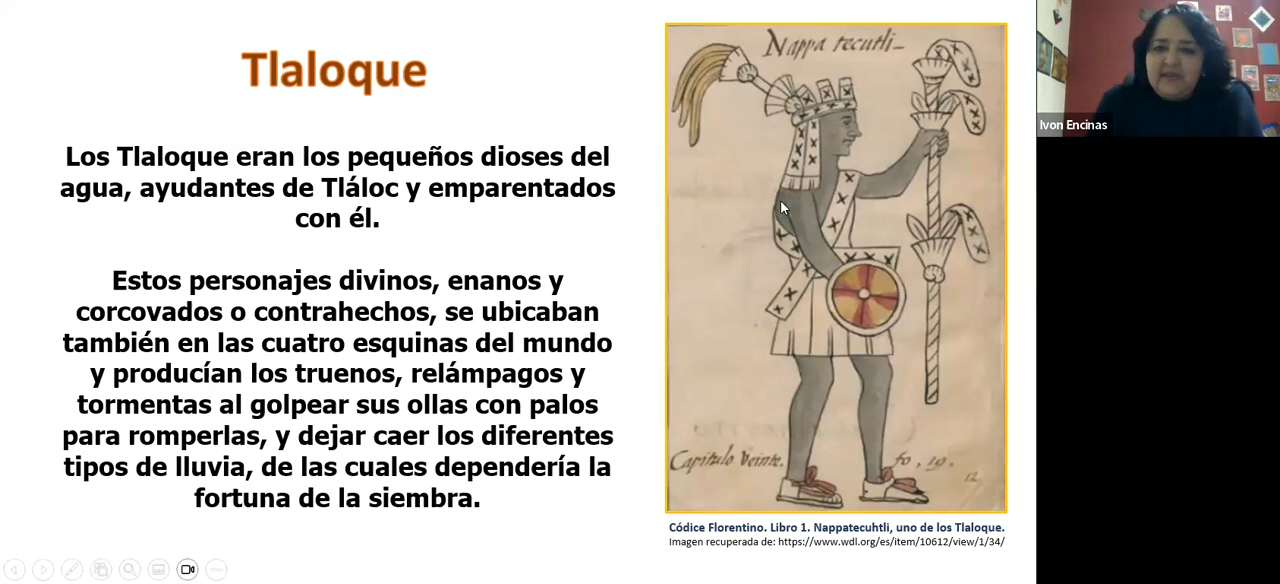 Tlaloque
Los Tlaloque eran los pequeños dioses del
agua, ayudantes de Tláloc y emparentados
con él.
Estos personajes divinos, enanos y
corcovados o contrahechos, se ubicaban
también en las cuatro esquinas del mundo
y producían los truenos, relámpagos y
tormentas al golpear sus ollas con palos
para romperlas, y dejar caer los diferentes
tipos de lluvia, de las cuales dependería la
fortuna de la siembra.
Nappa tecutli-
Capitulo Veinte. fo, 10.
12
Códice Florentino. Libro 1. Nappatecuhtli, uno de los Tlaloque.
Imagen recuperada de: https://www.wdl.org/es/item/10612/view/1/34/
Ivon Encinas